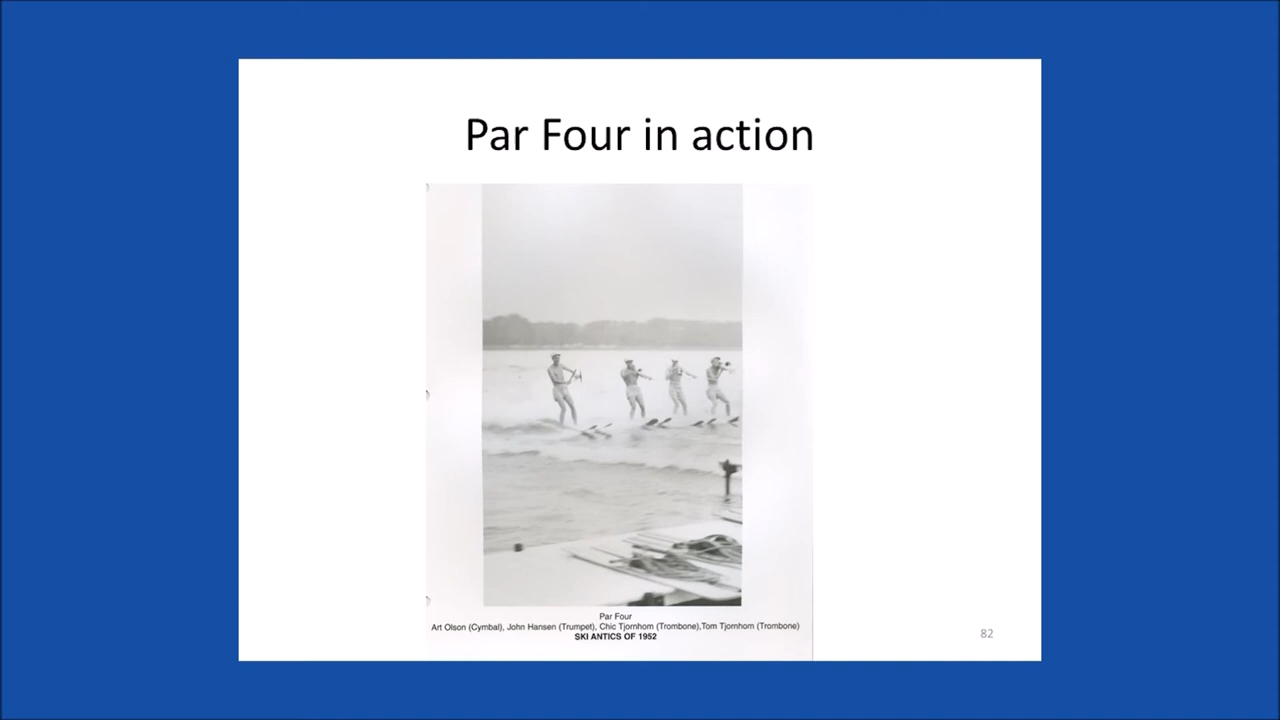 Par Four in action
Par Four
Art Olson (Cymbal), John Hansen (Trumpet), Chic Tjornhom (Trombone),Tom Tjornhom (Trombone)
SKI ANTICS OF 1952
82